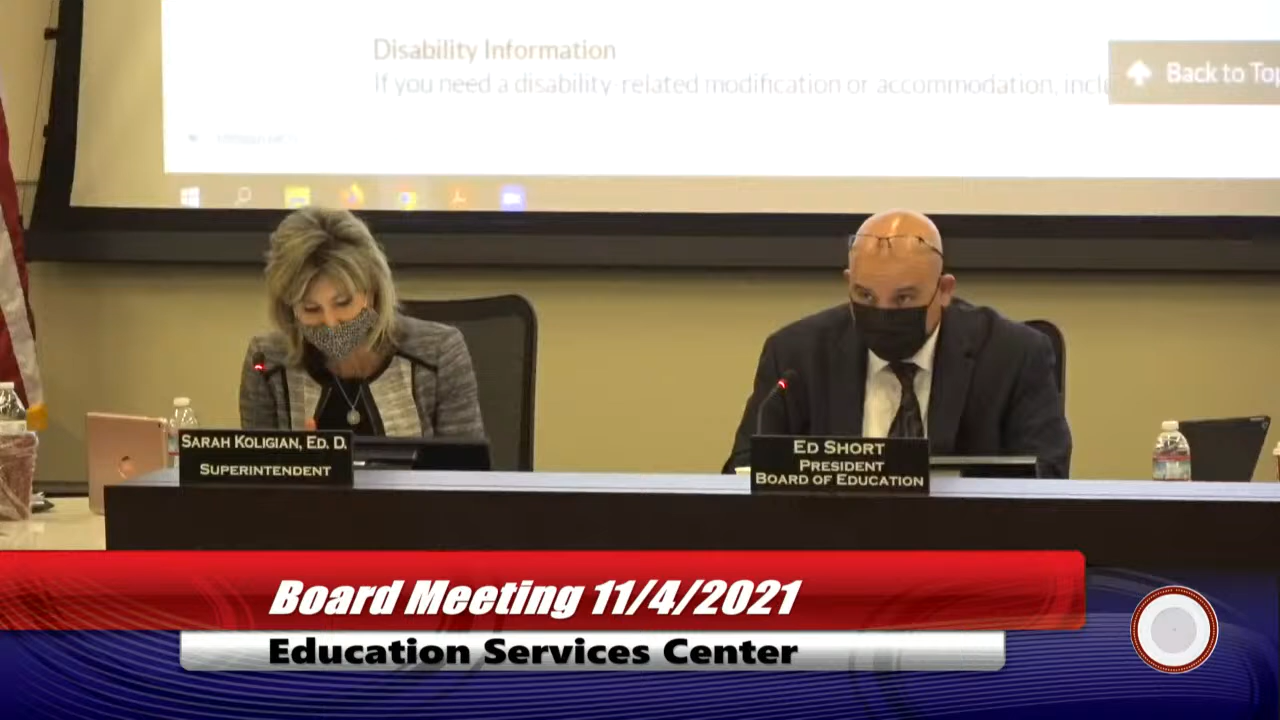 Disability Information
If you need a disability-related modification or accommodation, inclu
Back to Top
SARAH KOLIGIAN, ED. D.
SUPERINTENDENT
ED SHORT
PRESIDENT
BOARD OF EDUCATION
Board Meeting 11/4/2021
Education Services Center